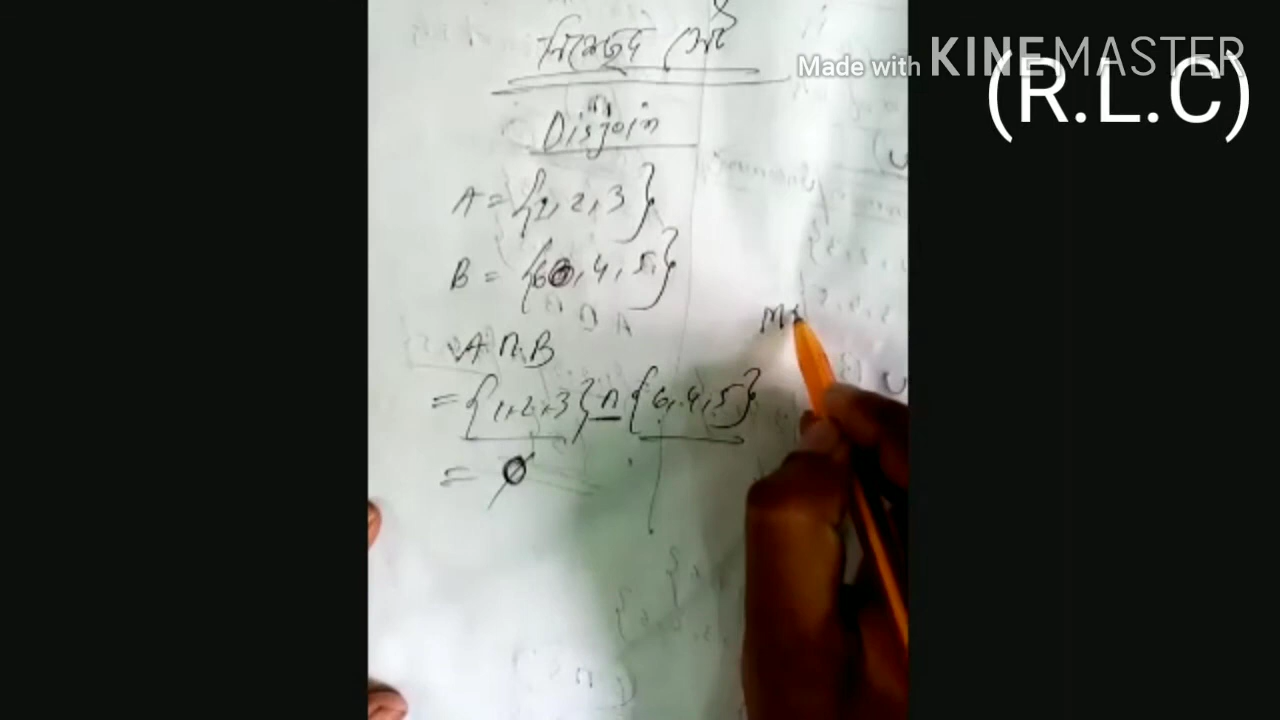 নিশ্ছেদ সেট
Made with KINEMASTER
(R.L.C)
Disjoin
A = {1, 2, 3}
B = {6, 4, 5}
A ∩ B
= {1, 2, 3} ∩ {6, 4, 5}
= ∅